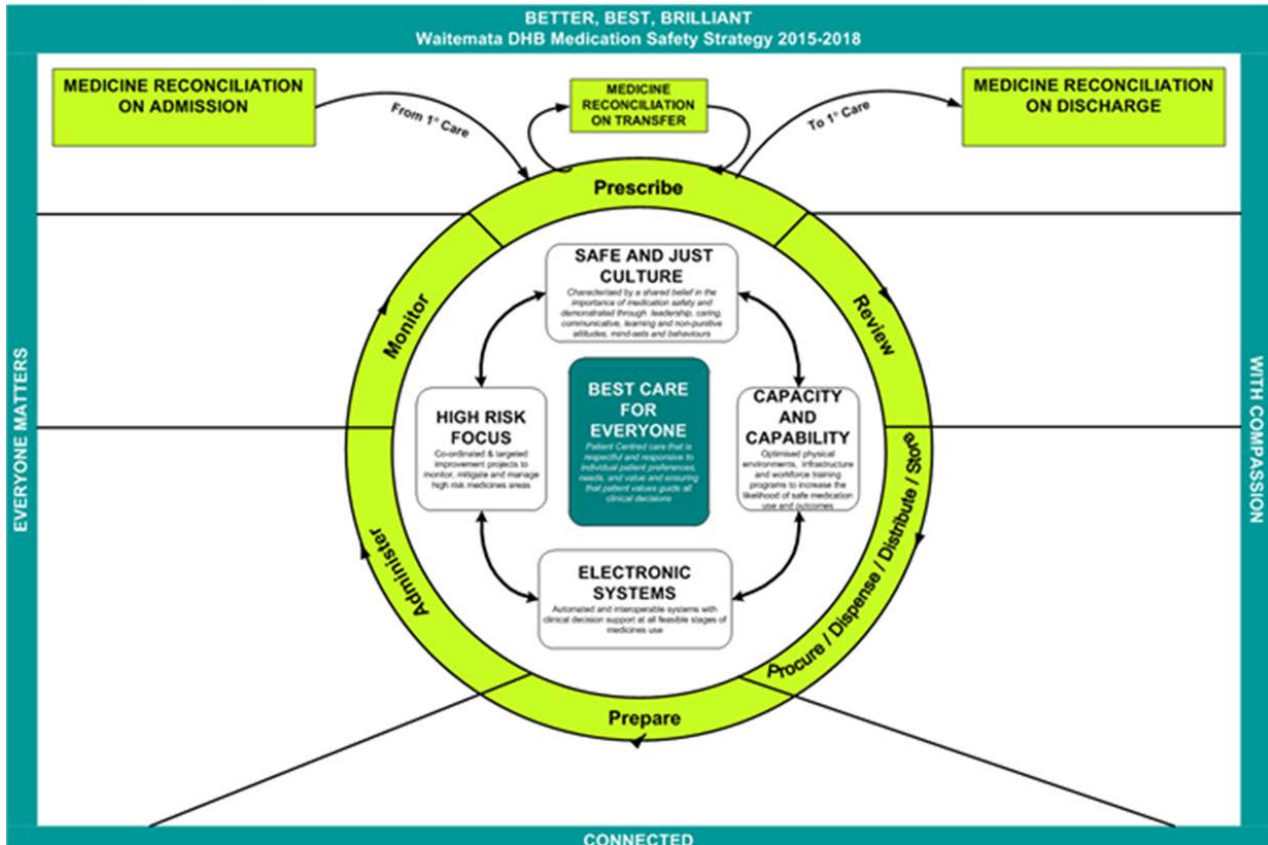 BETTER, BEST, BRILLIANT
Waitemata DHB Medication Safety Strategy 2015-2018
MEDICINE RECONCILIATION
ON ADMISSION
From 1° Care
MEDICINE
RECONCILIATION
ON TRANSFER
To 1° Care
MEDICINE RECONCILIATION
ON DISCHARGE
Prescribe
Review
Procure / Dispense / Distribute / Store
Prepare
Administer
Monitor
SAFE AND JUST
CULTURE
Characterised by a shared belief in the
importance of medication safety and
demonstrated through leadership, caring,
communicative, learning and non-punitive
attitudes, mind-sets and behaviours
HIGH RISK
FOCUS
Co-ordinated & targeted
improvement projects to
monitor, mitigate and manage
high risk medicines areas
BEST CARE
FOR
EVERYONE
Patient Centred care that is
respectful and responsive to
individual patient preferences,
needs, and value and ensuring
that patient values guide all
clinical decisions
CAPACITY
AND
CAPABILITY
Optimised physical
environments, infrastructure
and workforce training
programs to increase the
likelihood of safe medication
use and outcomes
ELECTRONIC
SYSTEMS
Automated and interoperable systems with
clinical decision support at all feasible stages of
medicines use
EVERYONE MATTERS
WITH COMPASSION
CONNECTED